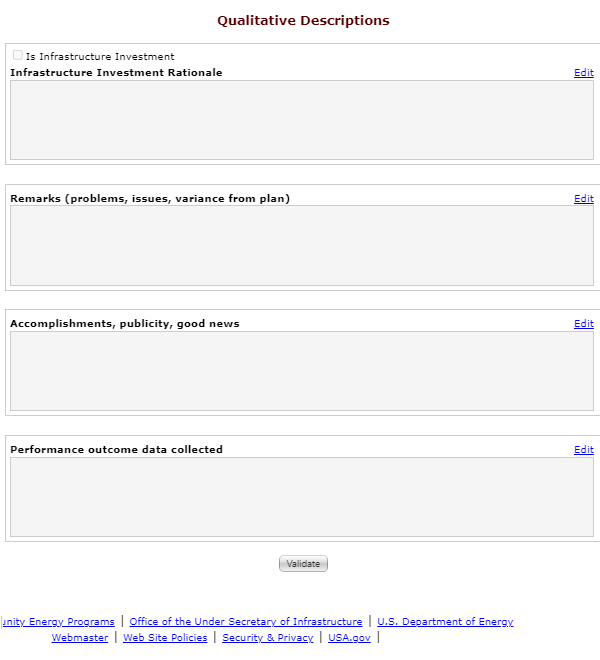 Qualitative Descriptions
Is Infrastructure Investment
Infrastructure Investment Rationale Edit
Remarks (problems, issues, variance from plan) Edit
Accomplishments, publicity, good news Edit
Performance outcome data collected Edit
Validate
Energy Programs | Office of the Under Secretary of Infrastructure | U.S. Department of Energy
Webmaster | Web Site Policies | Security & Privacy | USA.gov |